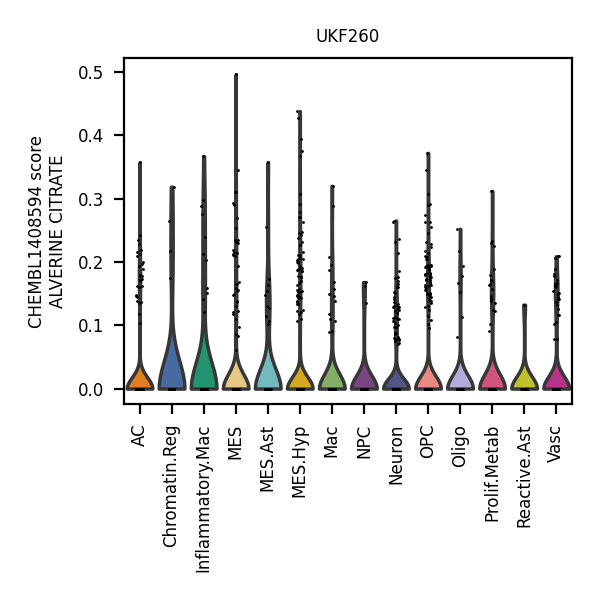 UKF260
CHEMBL1408594 score
ALVERINE CITRATE
0.5
0.4
0.3
0.2
0.1
0.0
AC
Chromatin.Reg
Inflammatory.Mac
MES
MES.Ast
MES.Hyp
Mac
NPC
Neuron
OPC
Oligo
Prolif.Metab
Reactive.Ast
Vasc